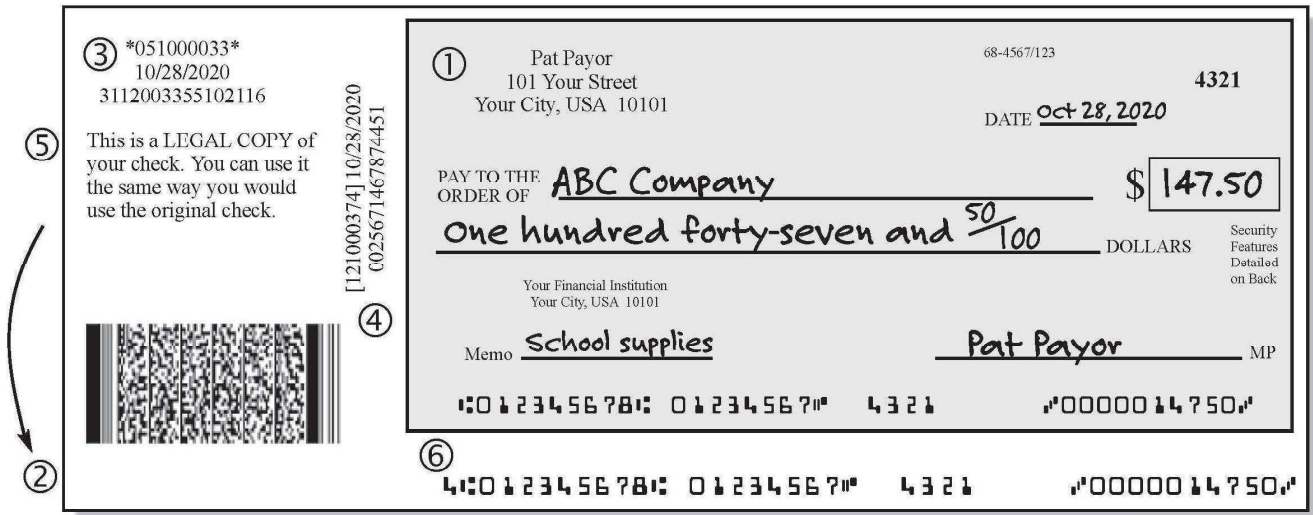 ③ *051000033*
10/28/2020
3112003355102116
⑤ This is a LEGAL COPY of
your check. You can use it
the same way you would
use the original check.
[121000374] 10/28/2020
0025671467874451
④
②
① Pat Payor
101 Your Street
Your City, USA 10101
68-4567/123
4321
DATE Oct 28, 2020
PAY TO THE
ORDER OF ABC Company $ 147.50
One hundred forty-seven and 50/100 DOLLARS
Security
Features
Detailed
on Back
Your Financial Institution
Your City, USA 10101
Memo School supplies Pat Payor MP
⑆012345678⑆ 01234567⑈ 4321 ⑇0000014750⑇
⑥
4⑆012345678⑆ 01234567⑈ 4321 ⑇0000014750⑇